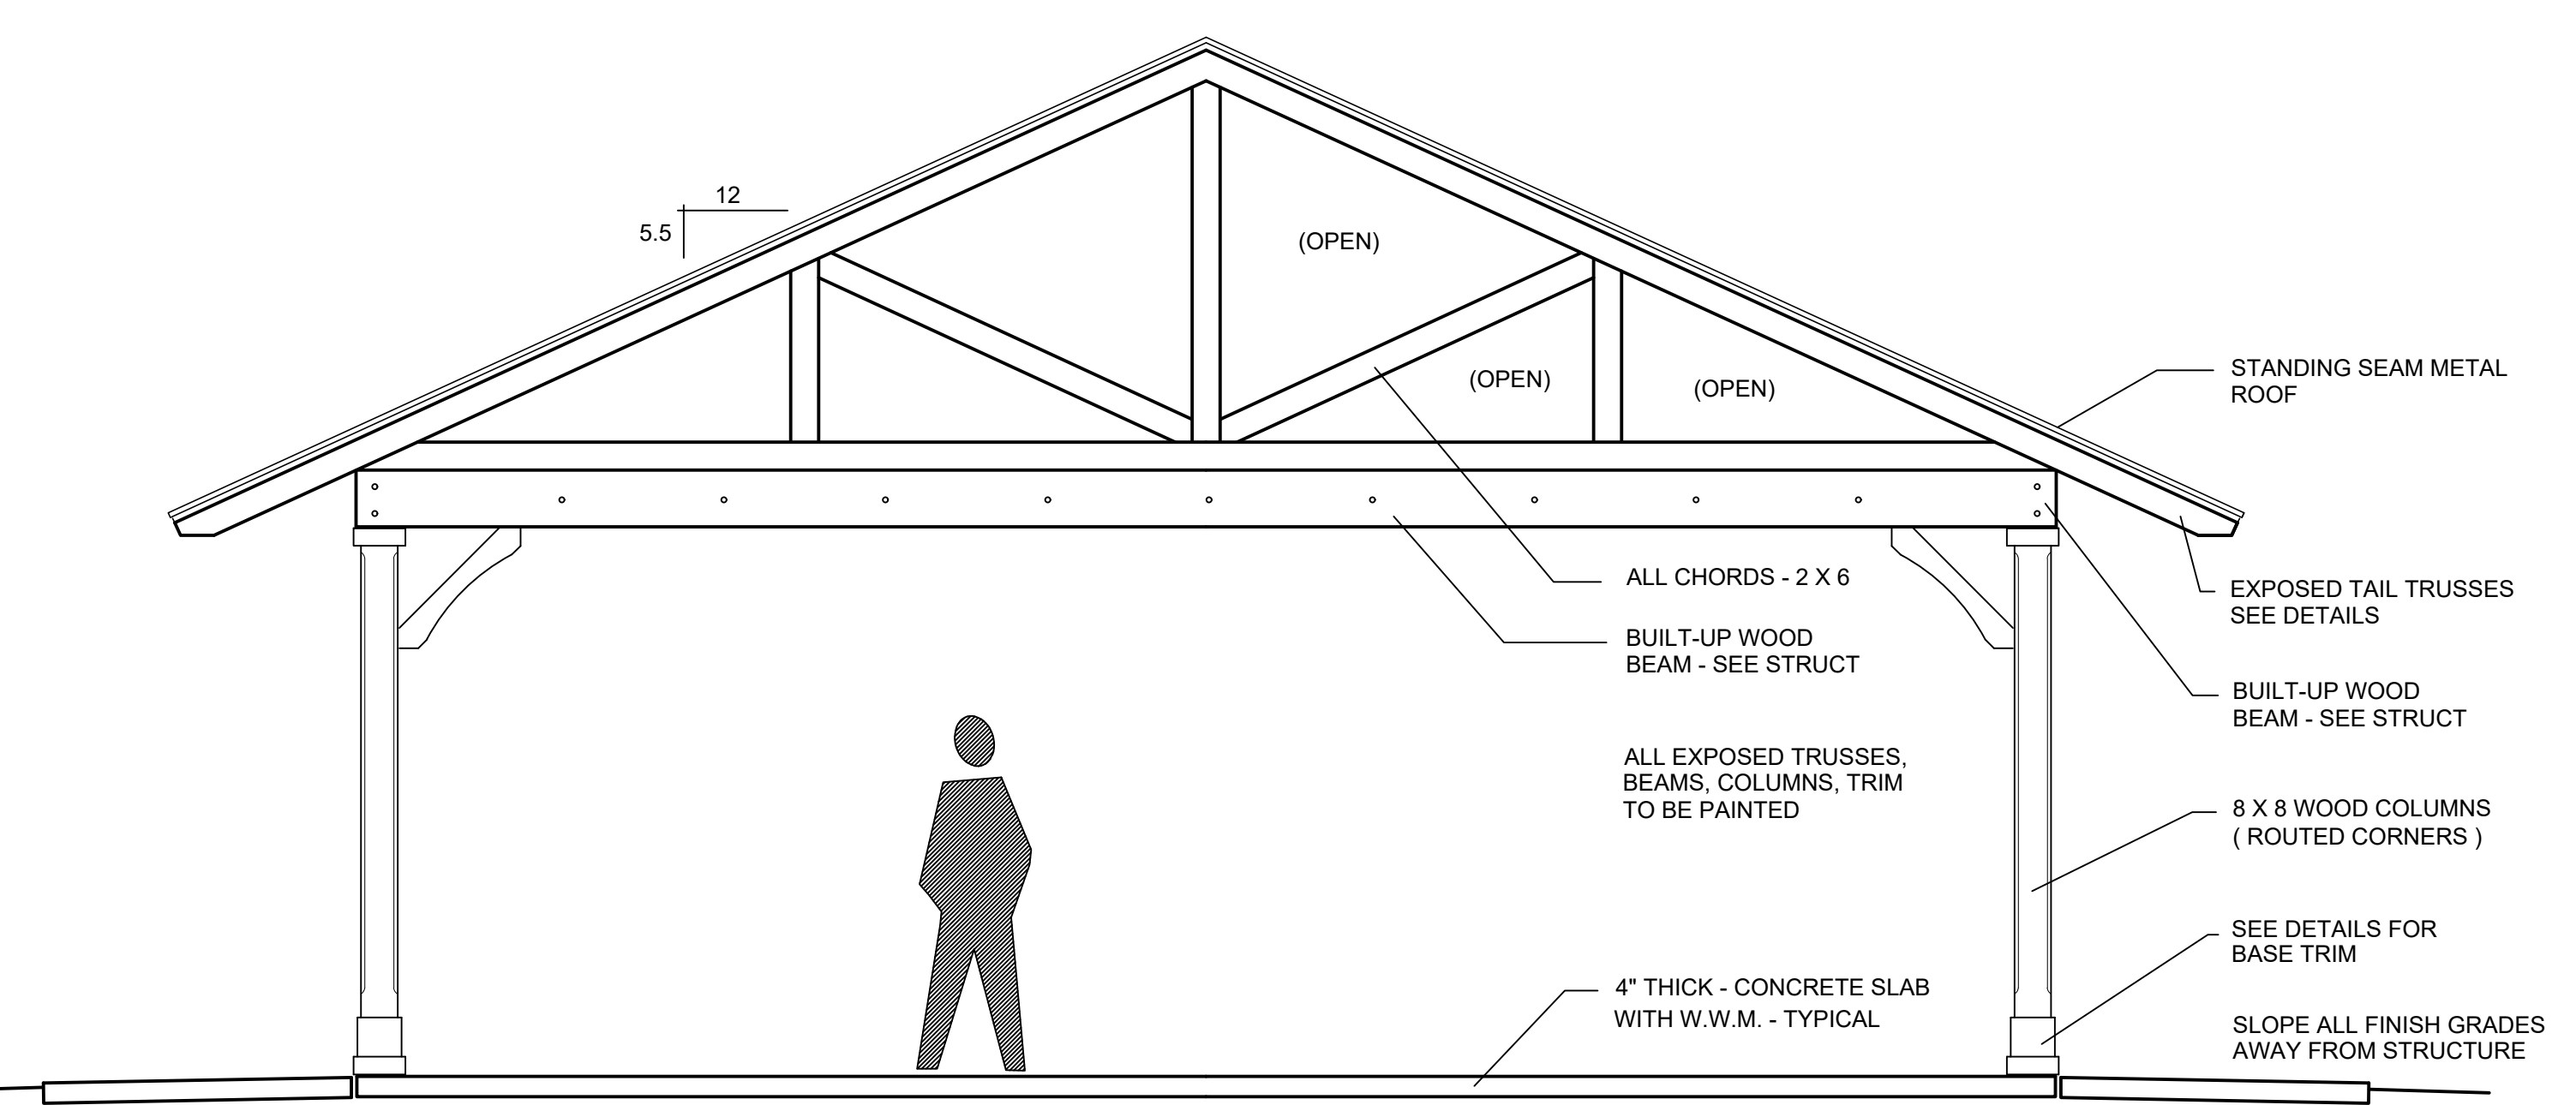 12
5.5
(OPEN)
(OPEN)
(OPEN)
STANDING SEAM METAL
ROOF
ALL CHORDS - 2 X 6
EXPOSED TAIL TRUSSES
SEE DETAILS
BUILT-UP WOOD
BEAM - SEE STRUCT
BUILT-UP WOOD
BEAM - SEE STRUCT
ALL EXPOSED TRUSSES,
BEAMS, COLUMNS, TRIM
TO BE PAINTED
8 X 8 WOOD COLUMNS
( ROUTED CORNERS )
SEE DETAILS FOR
BASE TRIM
4" THICK - CONCRETE SLAB
WITH W.W.M. - TYPICAL
SLOPE ALL FINISH GRADES
AWAY FROM STRUCTURE